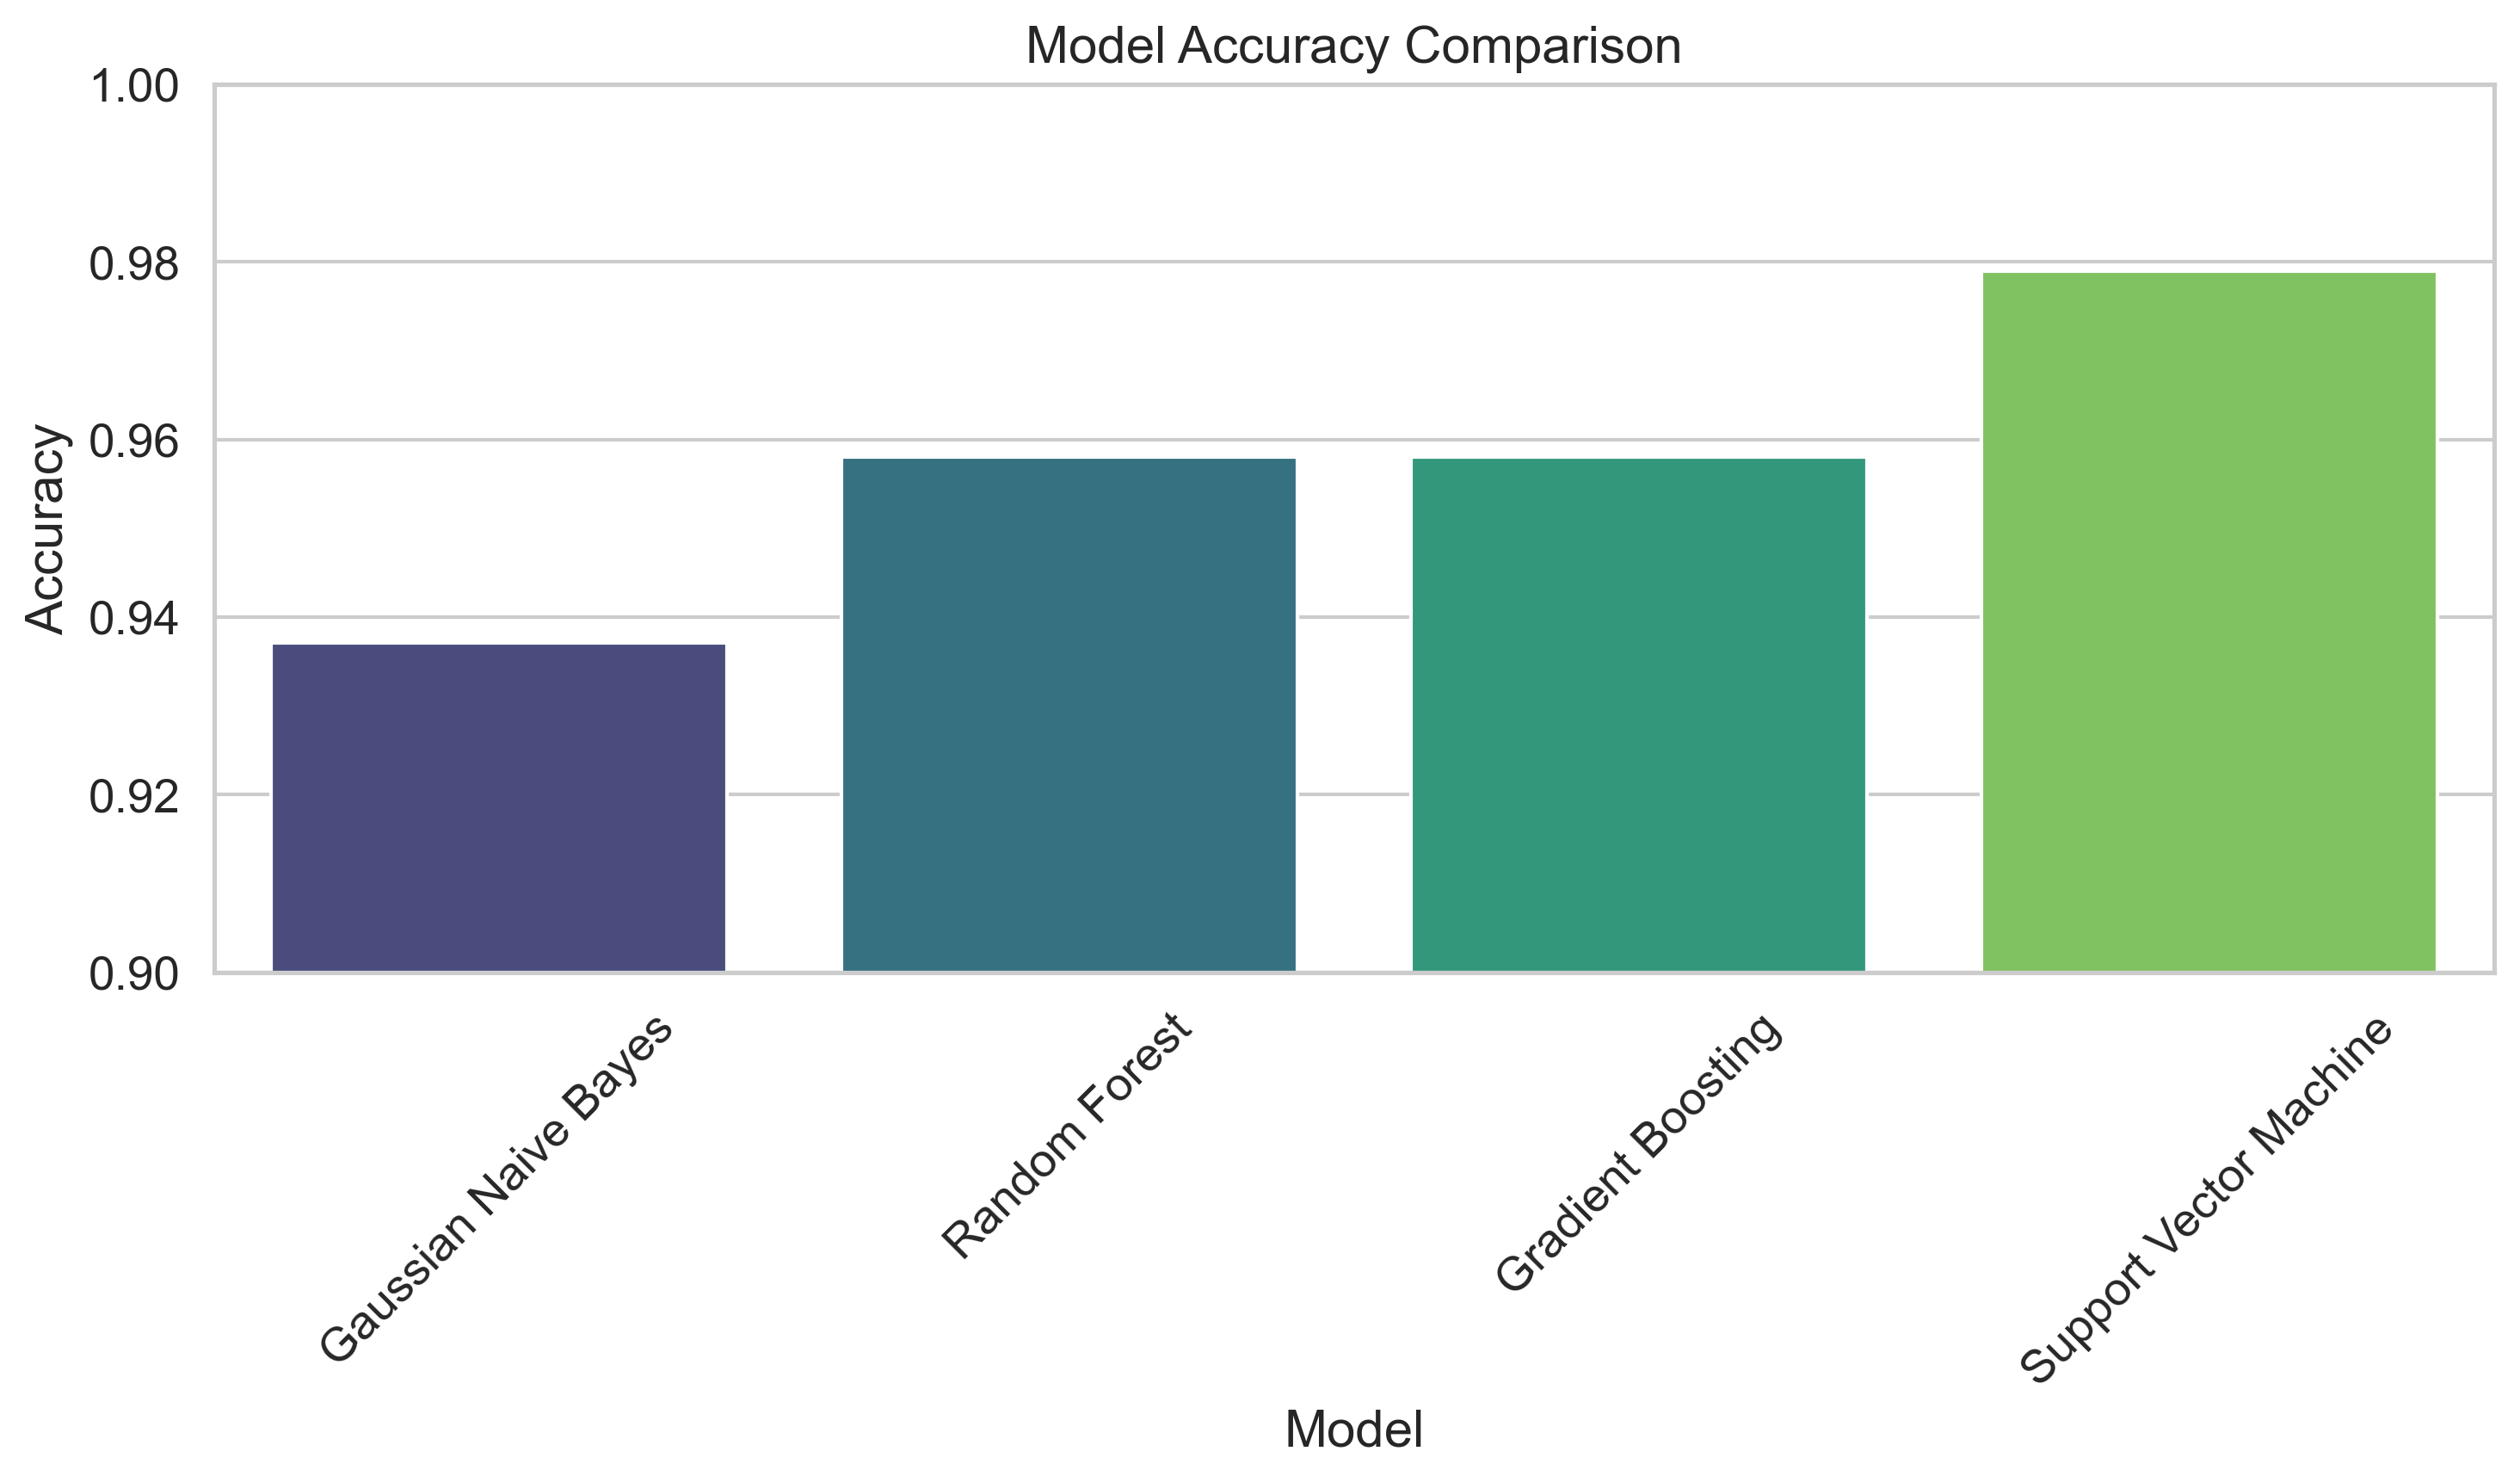 Model Accuracy Comparison
1.00
0.98
0.96
0.94
0.92
0.90
Accuracy
Gaussian Naive Bayes
Random Forest
Gradient Boosting
Support Vector Machine
Model